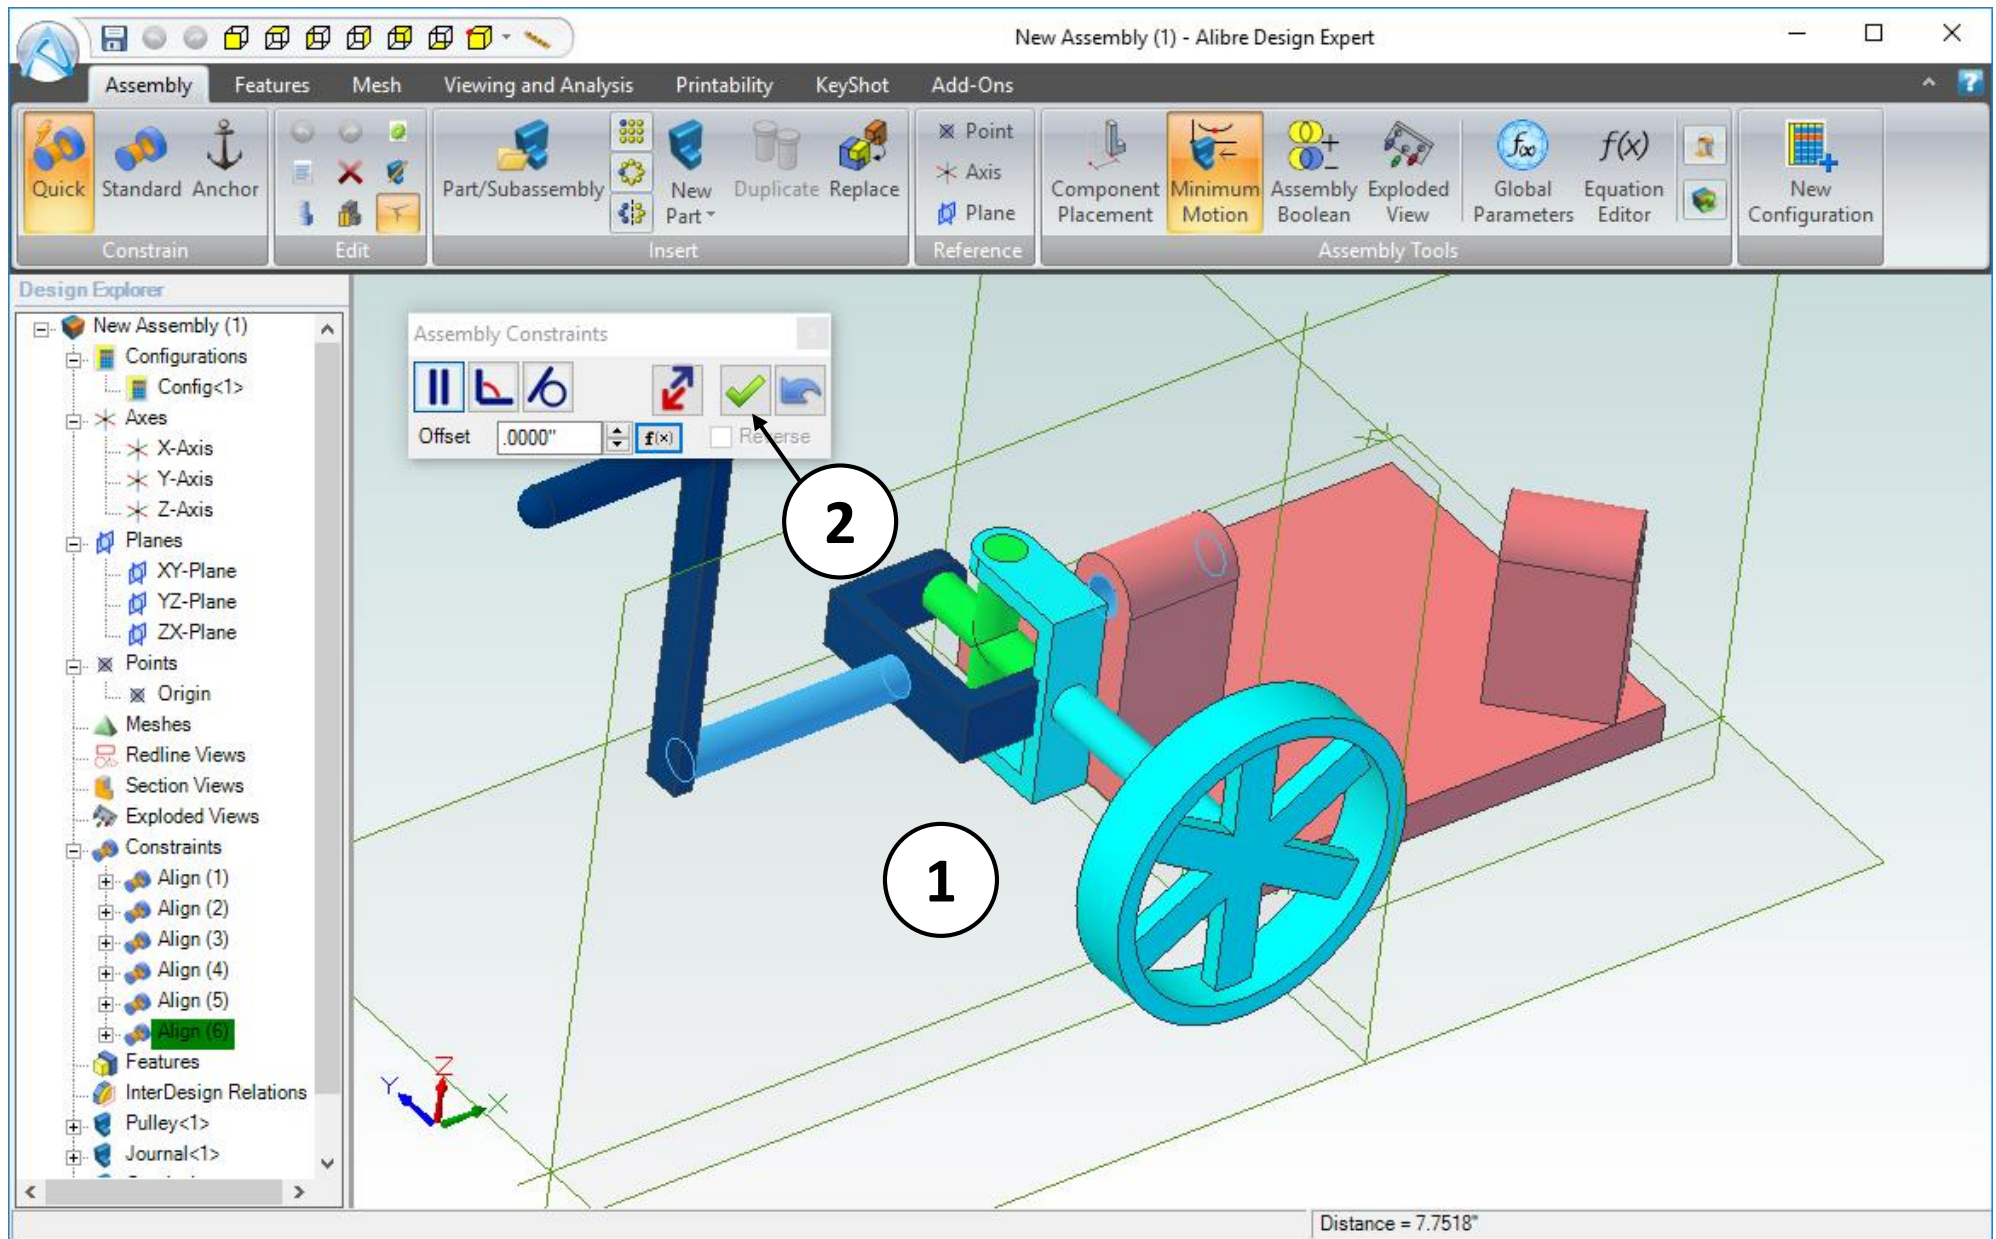 New Assembly (1) - Alibre Design Expert
Assembly Features Mesh Viewing and Analysis Printability KeyShot Add-Ons
Quick Standard Anchor
Constrain
Edit
Part/Subassembly New Part Duplicate Replace
Insert
Point
Axis
Plane
Reference
Component Placement Minimum Motion Assembly Boolean Exploded View Global Parameters Equation Editor
f(x)
Assembly Tools
New Configuration
Design Explorer
New Assembly (1)
Configurations
Config<1>
Axes
X-Axis
Y-Axis
Z-Axis
Planes
XY-Plane
YZ-Plane
ZX-Plane
Points
Origin
Meshes
Redline Views
Section Views
Exploded Views
Constraints
Align (1)
Align (2)
Align (3)
Align (4)
Align (5)
Align (6)
Features
InterDesign Relations
Pulley<1>
Journal<1>
Assembly Constraints
Offset .0000" f(x) Reverse
2
1
Z
Y
X
Distance = 7.7518"